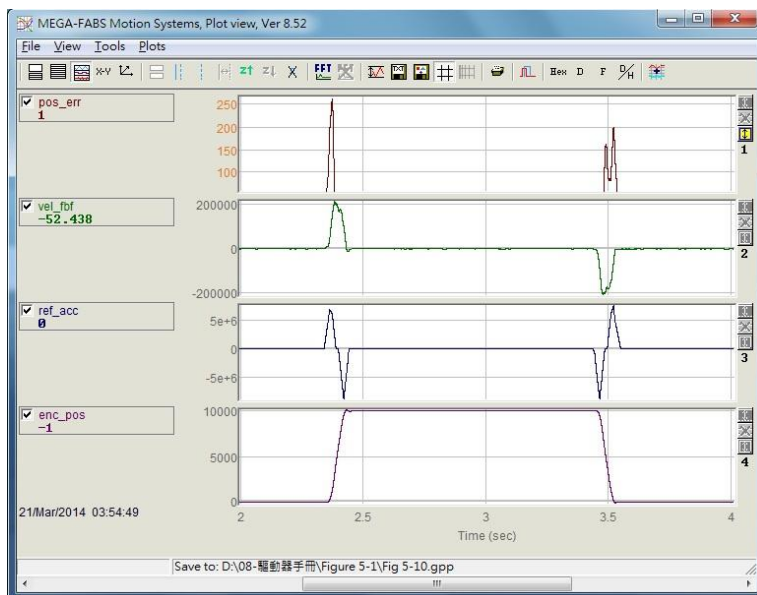 MEGA-FABS Motion Systems, Plot view, Ver 8.52
File View Tools Plots
X-Y Z↑ Z↓ X FFT TXT Hex D F D/H
pos_err
1
250
200
150
100
1
vel_fbf
-52.438
200000
0
-200000
2
ref_acc
0
5e+6
0
-5e+6
3
enc_pos
-1
10000
5000
0
4
21/Mar/2014 03:54:49
2 2.5 3 3.5 4
Time (sec)
Save to: D:\08-驅動器手冊\Figure 5-1\Fig 5-10.gpp